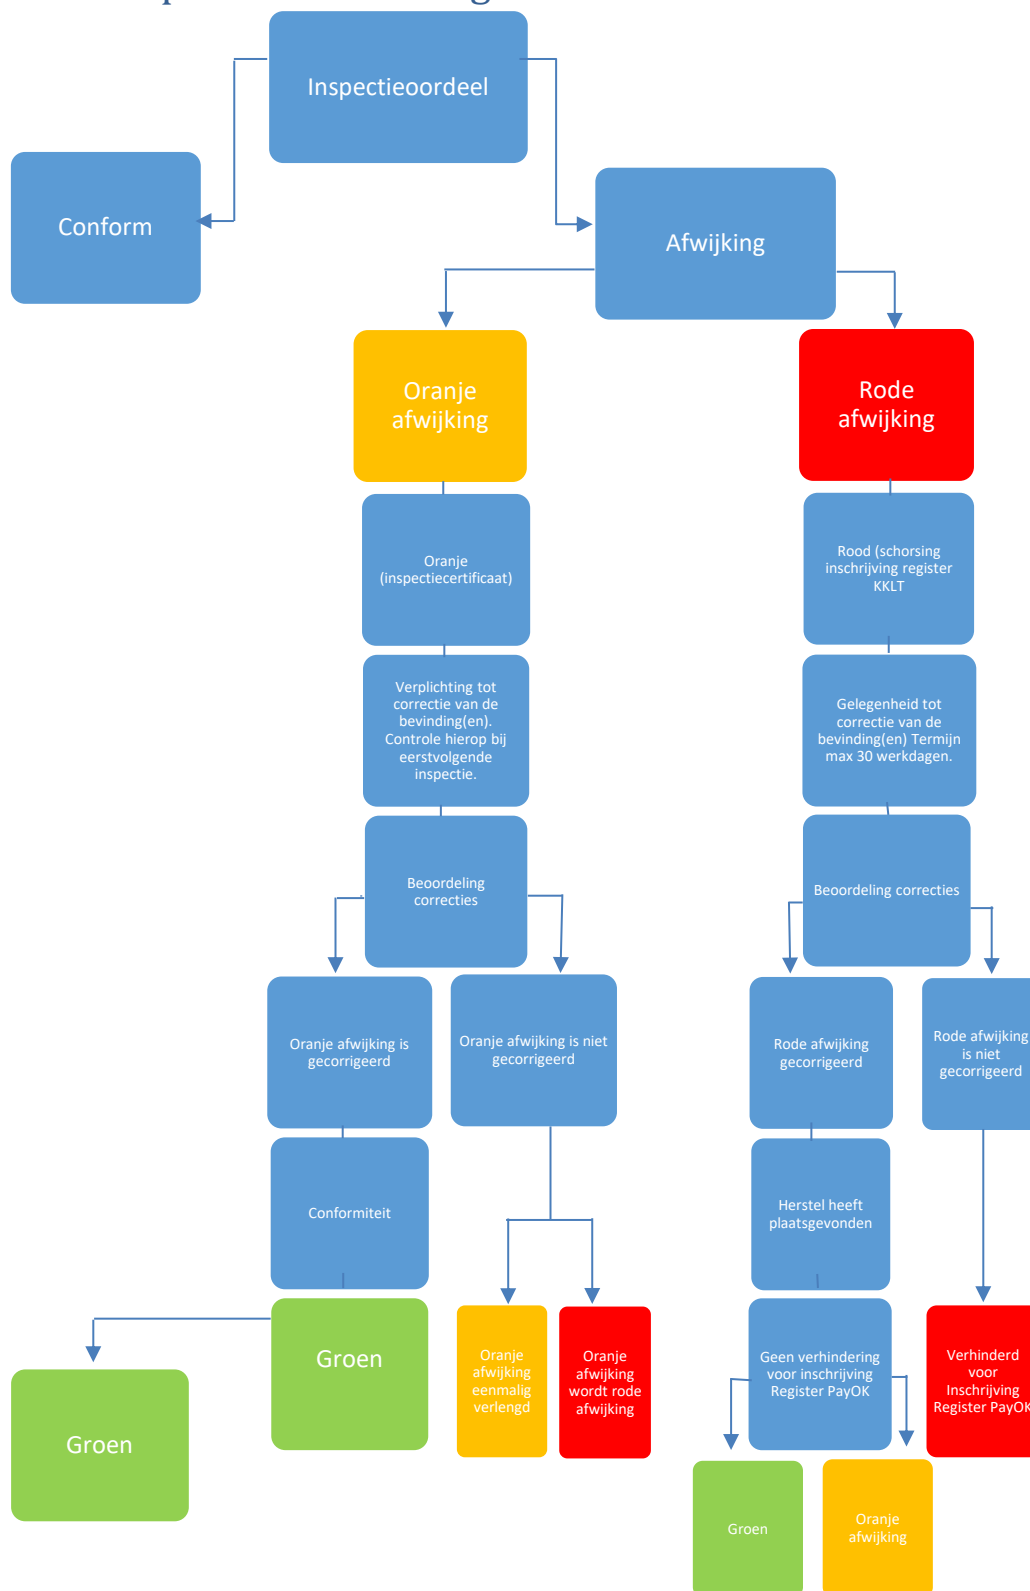 Inspectieoordeel
Conform
Afwijking
Oranje
afwijking
Rode
afwijking
Oranje
(inspectiecertificaat)
Rood (schorsing
inschrijving register
KKLT
Verplichting tot
correctie van de
bevinding(en).
Controle hierop bij
eerstvolgende
inspectie.
Gelegenheid tot
correctie van de
bevinding(en) Termijn
max 30 werkdagen.
Beoordeling
correcties
Beoordeling correcties
Oranje afwijking is
gecorrigeerd
Oranje afwijking is niet
gecorrigeerd
Rode afwijking
gecorrigeerd
Rode afwijking
is niet
gecorrigeerd
Conformiteit
Herstel heeft
plaatsgevonden
Groen
Groen
Oranje
afwijking
eenmalig
verlengd
Oranje
afwijking
wordt rode
afwijking
Geen verhindering
voor inschrijving
Register PayOK
Verhinderd
voor
Inschrijving
Register PayOK
Groen
Oranje
afwijking